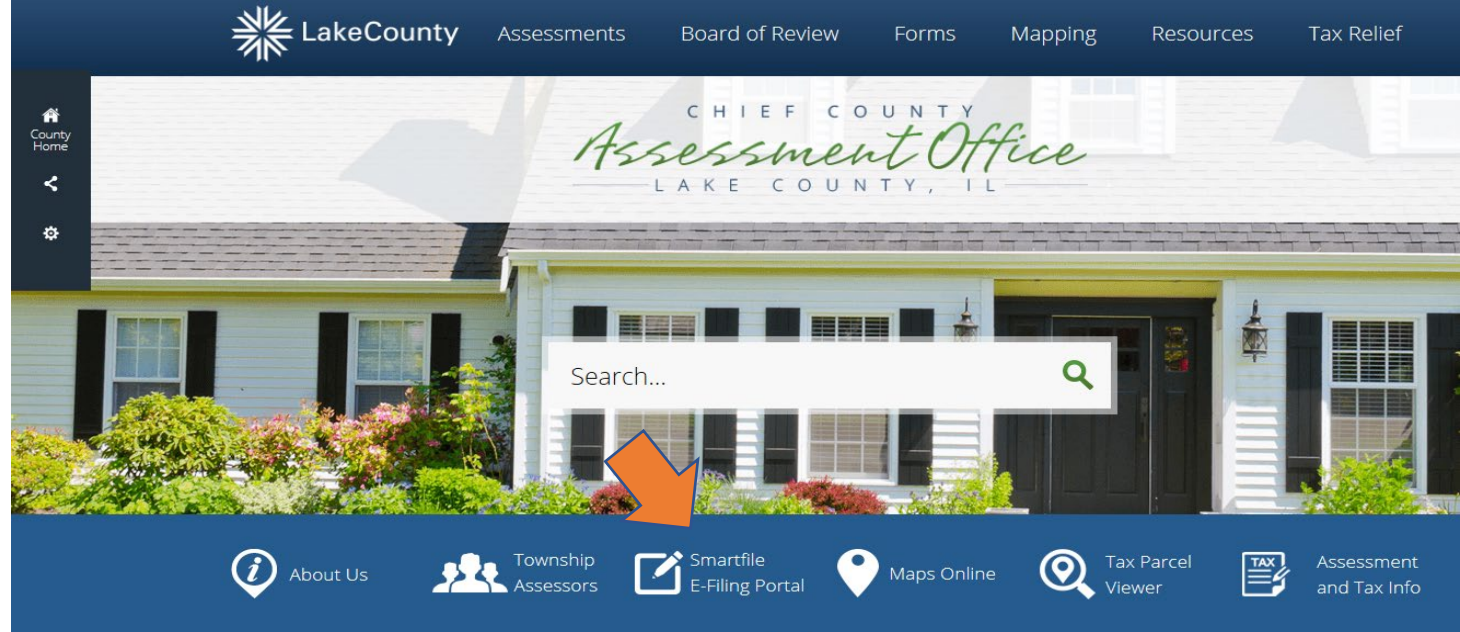 LakeCounty Assessments Board of Review Forms Mapping Resources Tax Relief
County
Home
CHIEF COUNTY
Assessment Office
LAKE COUNTY, IL
Search...
About Us
Township
Assessors
Smartfile
E-Filing Portal
Maps Online
Tax Parcel
Viewer
TAX
Assessment
and Tax Info